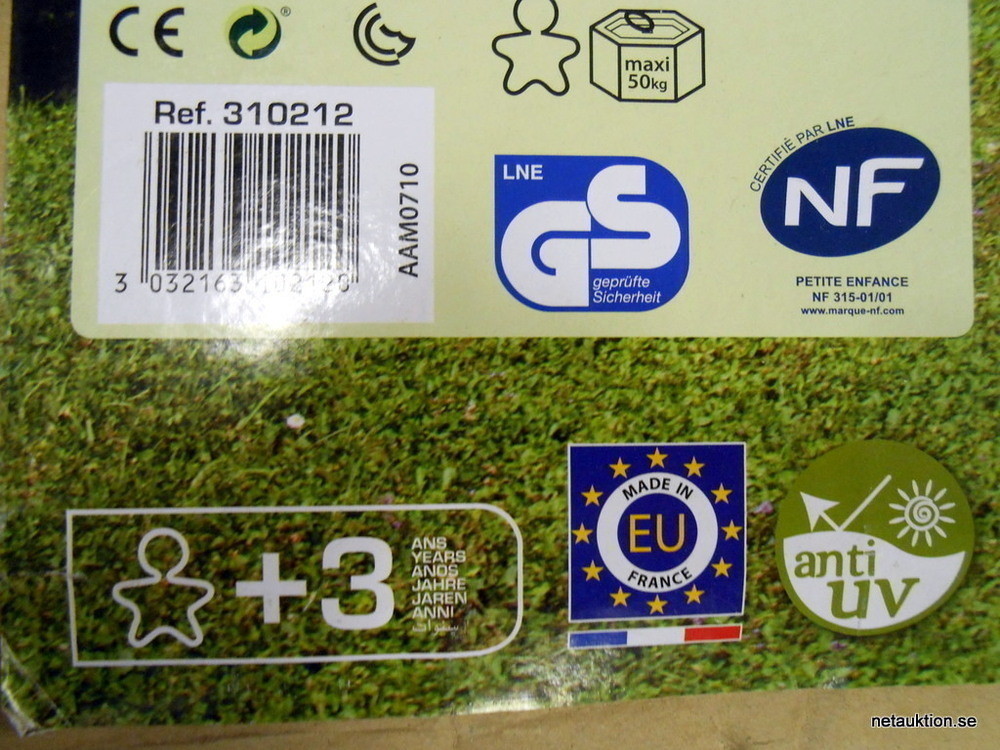 CE
maxi
50kg
Ref. 310212
AAM0710
3 032163 102120
LNE
GS
geprüfte
Sicherheit
CERTIFIÉ PAR LNE
NF
PETITE ENFANCE
NF 315-01/01
www.marque-nf.com
+3
ANS
YEARS
ANOS
JAHRE
JAREN
ANNI
MADE IN
EU
FRANCE
anti
uv
netauktion.se